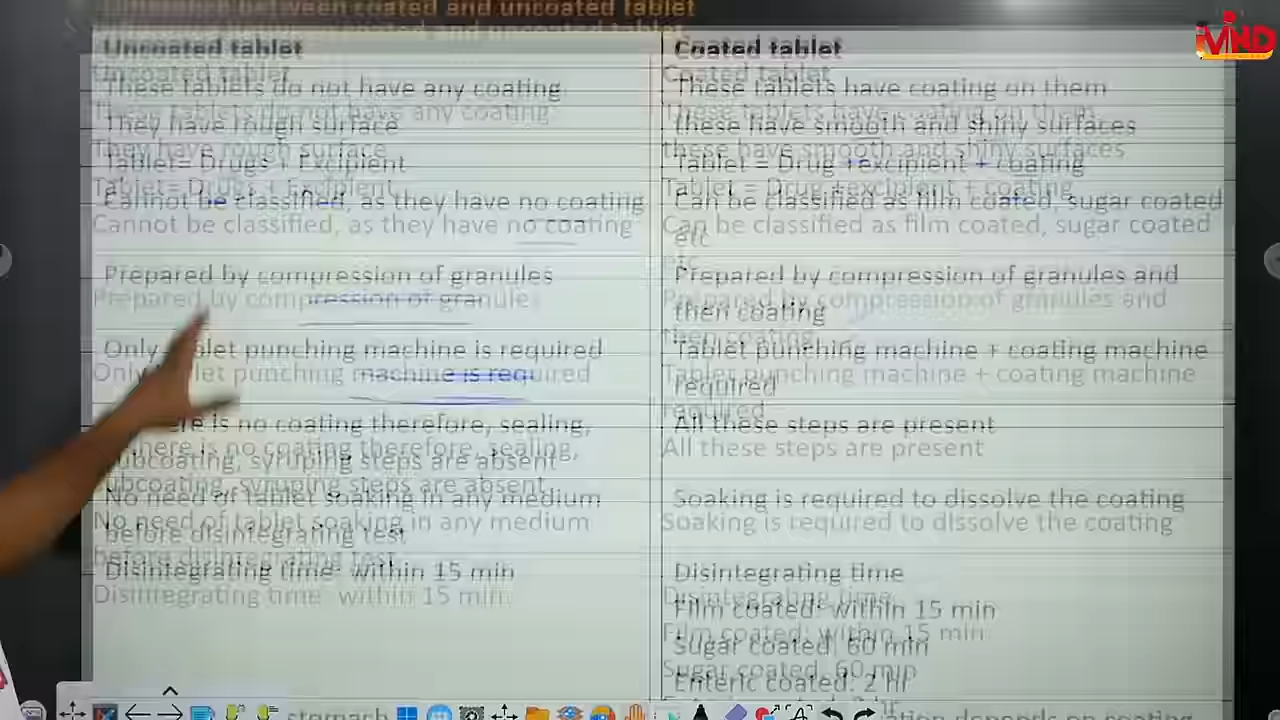 Difference between coated and uncoated tablet
Uncoated tablet
Coated tablet
These tablets do not have any coating
These tablets have coating on them
They have rough surface
these have smooth and shiny surfaces
Tablet= Drugs + Excipient
Tablet = Drug +excipient + coating
Cannot be classified, as they have no coating
Can be classified as film coated, sugar coated
etc
Prepared by compression of granules
Prepared by compression of granules and
then coating
Only tablet punching machine is required
Tablet punching machine + coating machine
required
There is no coating therefore, sealing,
subcoating, syruping steps are absent
All these steps are present
No need of tablet soaking in any medium
before disintegrating test
Soaking is required to dissolve the coating
Disintegrating time: within 15 min
Disintegrating time
Film coated: within 15 min
Sugar coated: 60 min
Enteric coated: 2 hr
stomach
depends on coating